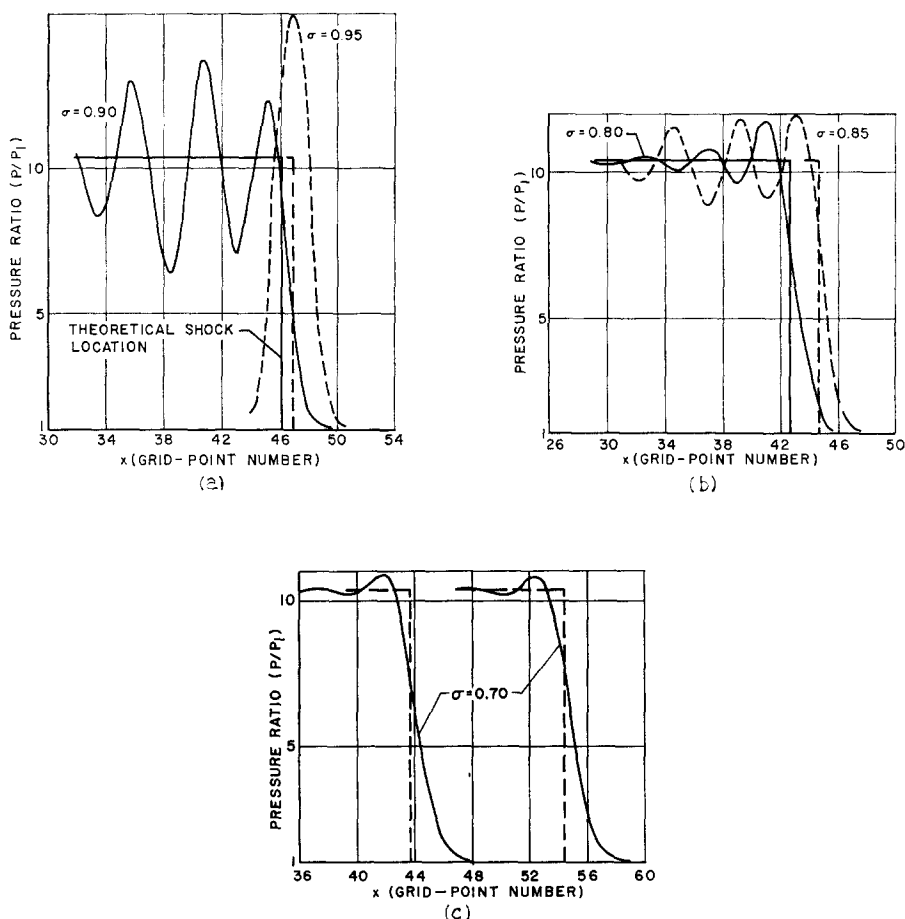 (a)
σ=0.95
σ=0.90
PRESSURE RATIO (P/P₁)
10
5
1
THEORETICAL SHOCK
LOCATION
30 34 38 42 46 50 54
x (GRID-POINT NUMBER)
(a)
σ=0.80
σ=0.85
PRESSURE RATIO (P/P₁)
10
5
1
26 30 34 38 42 46 50
x (GRID-POINT NUMBER)
(b)
PRESSURE RATIO (P/P₁)
10
5
1
σ=0.70
36 40 44 48 52 56 60
x (GRID-POINT NUMBER)
(c)